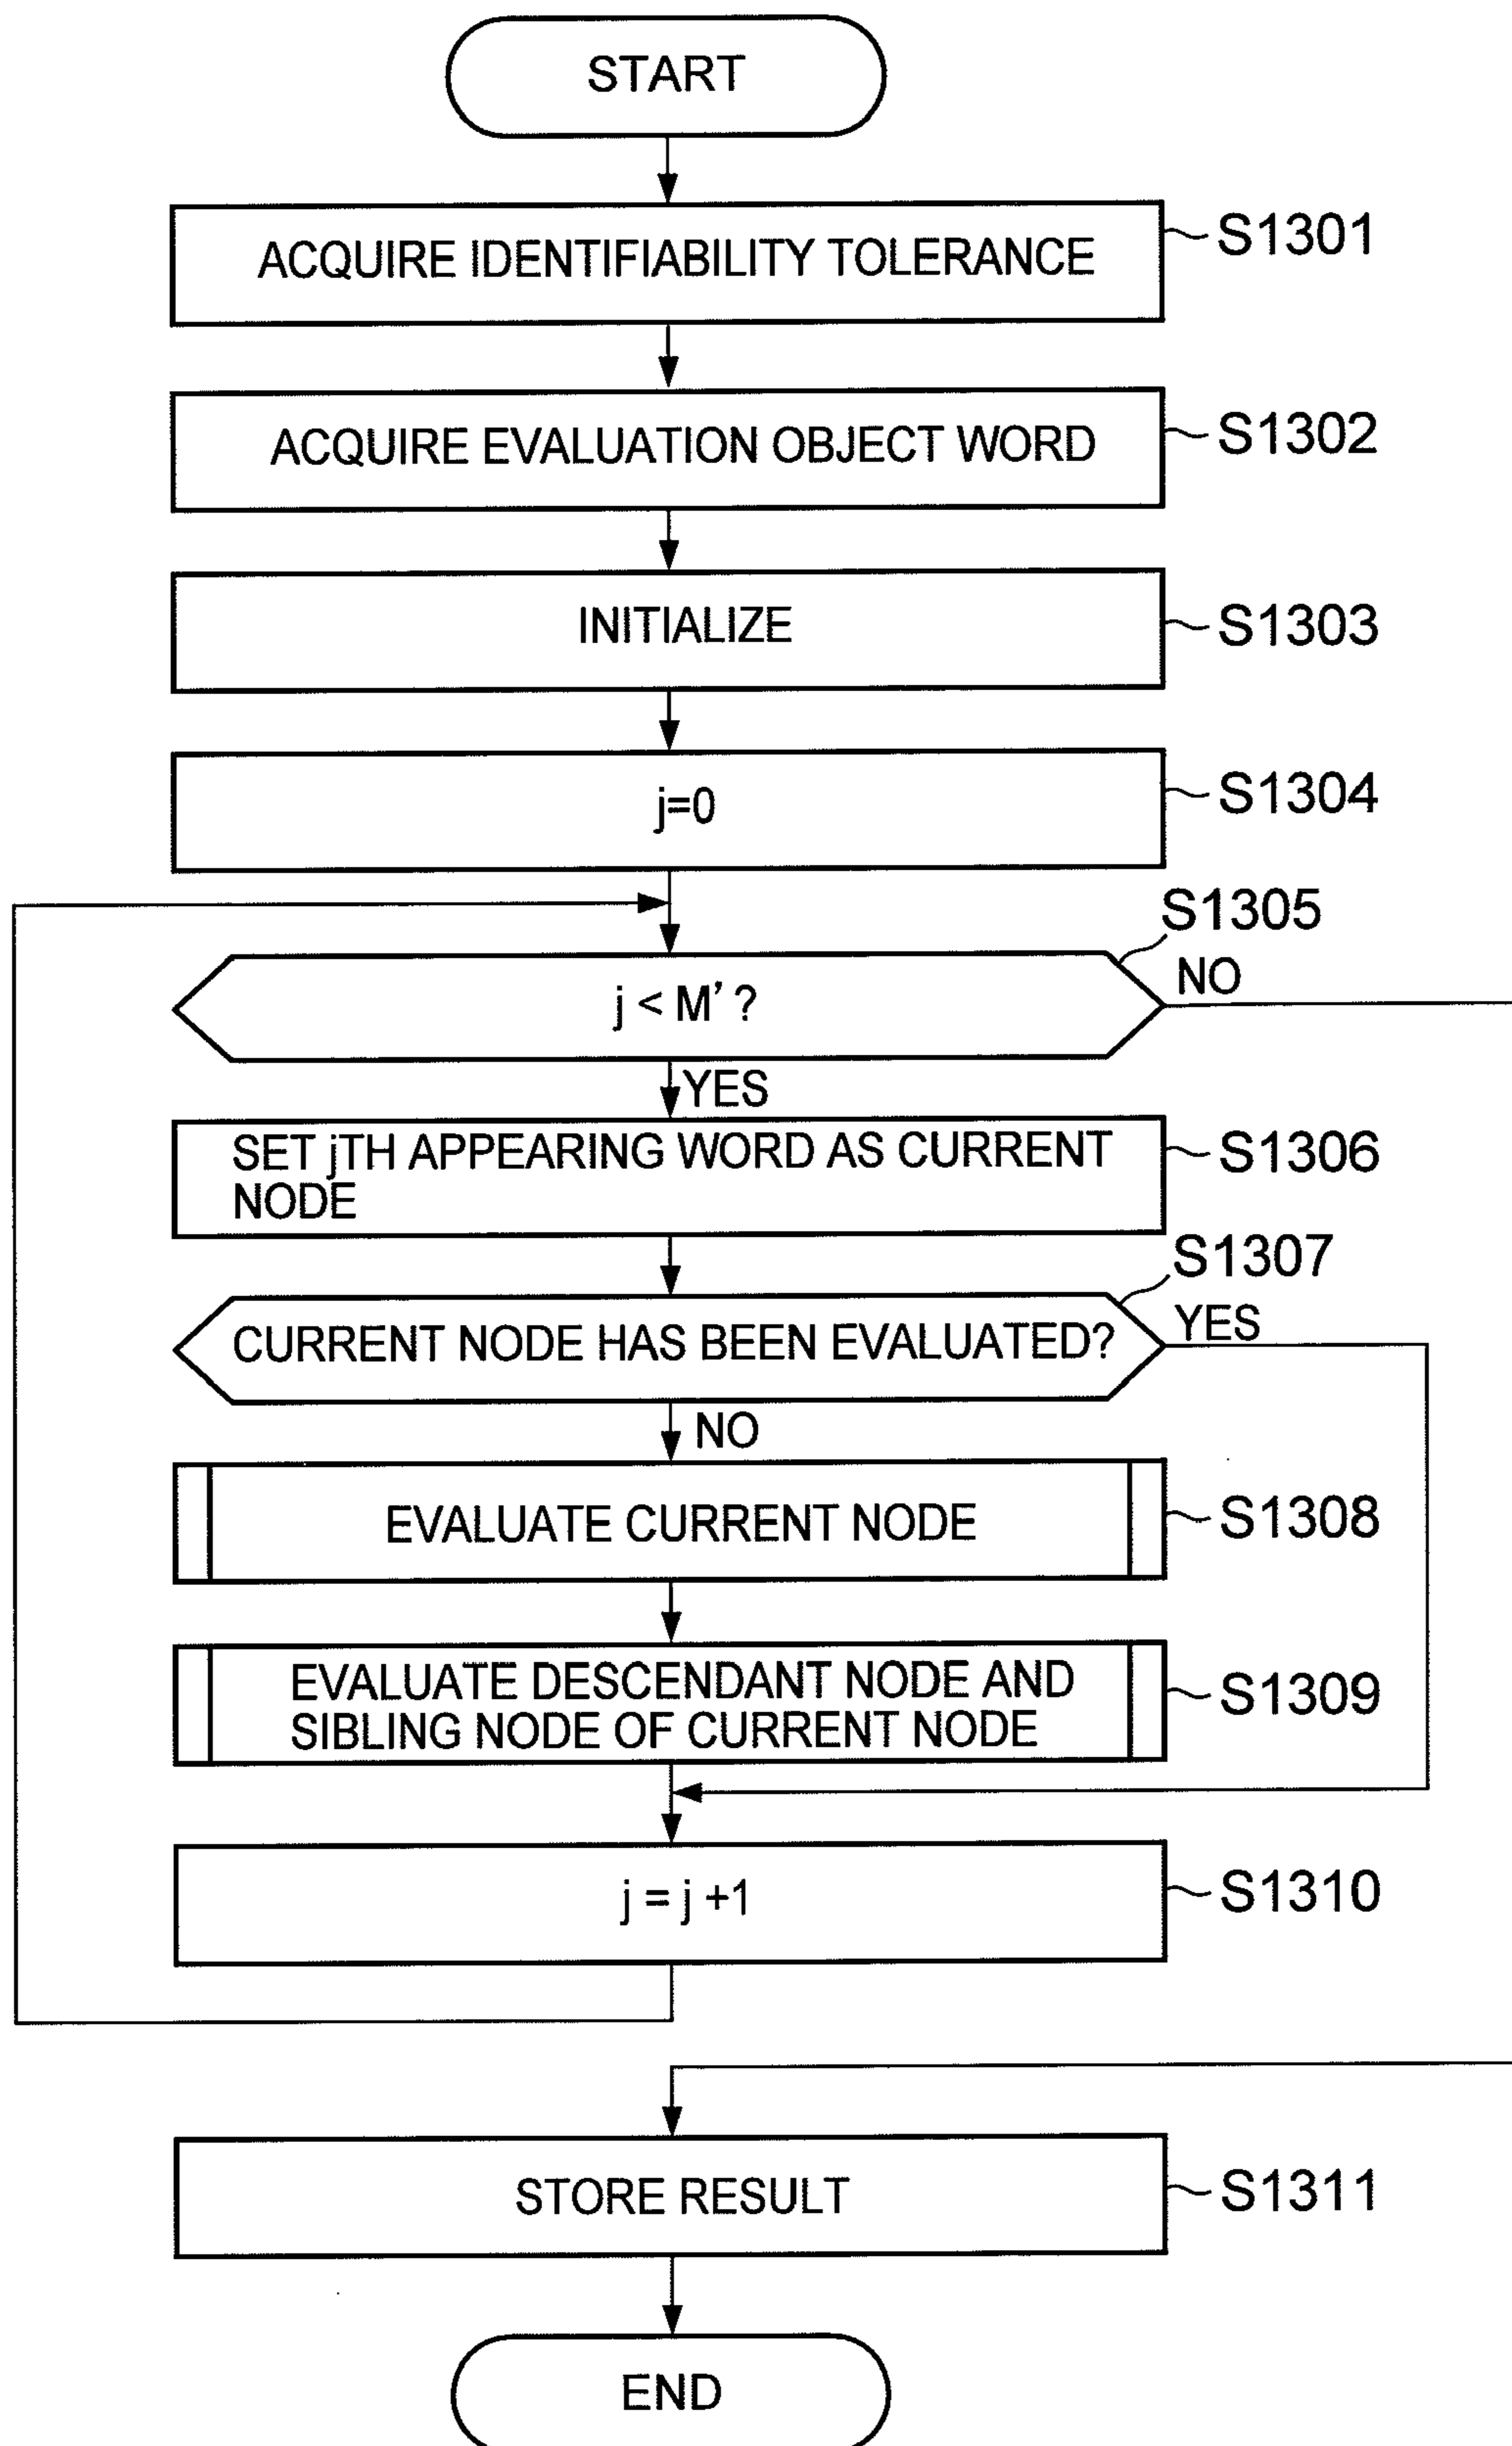 START
ACQUIRE IDENTIFIABILITY TOLERANCE
S1301
ACQUIRE EVALUATION OBJECT WORD
S1302
INITIALIZE
S1303
j=0
S1304
S1305
j < M' ?
NO
YES
SET jTH APPEARING WORD AS CURRENT
NODE
S1306
S1307
CURRENT NODE HAS BEEN EVALUATED?
YES
NO
EVALUATE CURRENT NODE
S1308
EVALUATE DESCENDANT NODE AND
SIBLING NODE OF CURRENT NODE
S1309
j = j +1
S1310
STORE RESULT
S1311
END